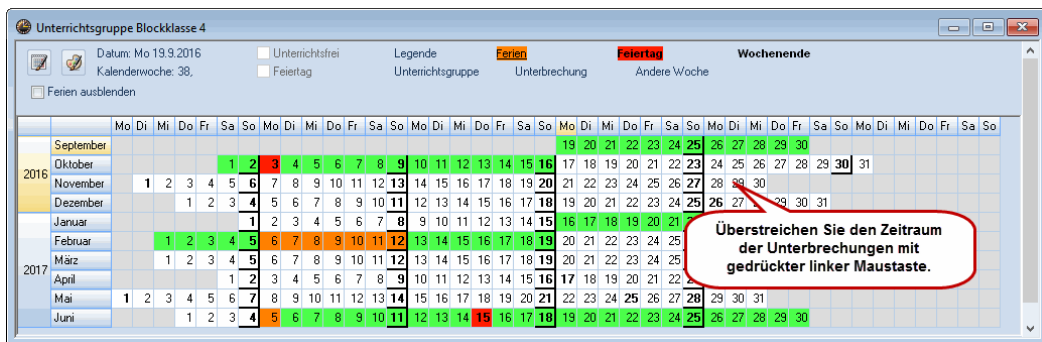 Unterrichtsgruppe Blockklasse 4
Datum: Mo 19.9.2016 Unterrichtsfrei Legende Ferien Feiertag Wochenende
Kalenderwoche: 38, Feiertag Unterrichtsgruppe Unterbrechung Andere Woche
Ferien ausblenden
Mo Di Mi Do Fr Sa So Mo Di Mi Do Fr Sa So Mo Di Mi Do Fr Sa So Mo Di Mi Do Fr Sa So Mo Di Mi Do Fr Sa So Mo Di Mi Do Fr Sa So
2016
September 19 20 21 22 23 24 25 26 27 28 29 30
Oktober 1 2 3 4 5 6 7 8 9 10 11 12 13 14 15 16 17 18 19 20 21 22 23 24 25 26 27 28 29 30 31
November 1 2 3 4 5 6 7 8 9 10 11 12 13 14 15 16 17 18 19 20 21 22 23 24 25 26 27 28 29 30
Dezember 1 2 3 4 5 6 7 8 9 10 11 12 13 14 15 16 17 18 19 20 21 22 23 24 25 26 27 29 30 31
2017
Januar 1 2 3 4 5 6 7 8 9 10 11 12 13 14 15 16 17 18 19 20 21
Februar 1 2 3 4 5 6 7 8 9 10 11 12 13 14 15 16 17 18 19 20 21 22 23 24 25
März 1 2 3 4 5 6 7 8 9 10 11 12 13 14 15 16 17 18 19 20 21 22 23 24 25
April 1 2 3 4 5 6 7 8 9 10 11 12 13 14 15 16 17 18 19 20 21 22
Mai 1 2 3 4 5 6 7 8 9 10 11 12 13 14 15 16 17 18 19 20 21 22 23 24 25 26 27 28 29 30 31
Juni 1 2 3 4 5 6 7 8 9 10 11 12 13 14 15 16 17 18 19 20 21 22 23 24 25 26 27 28 29 30
Überstreichen Sie den Zeitraum
der Unterbrechungen mit
gedrückter linker Maustaste.